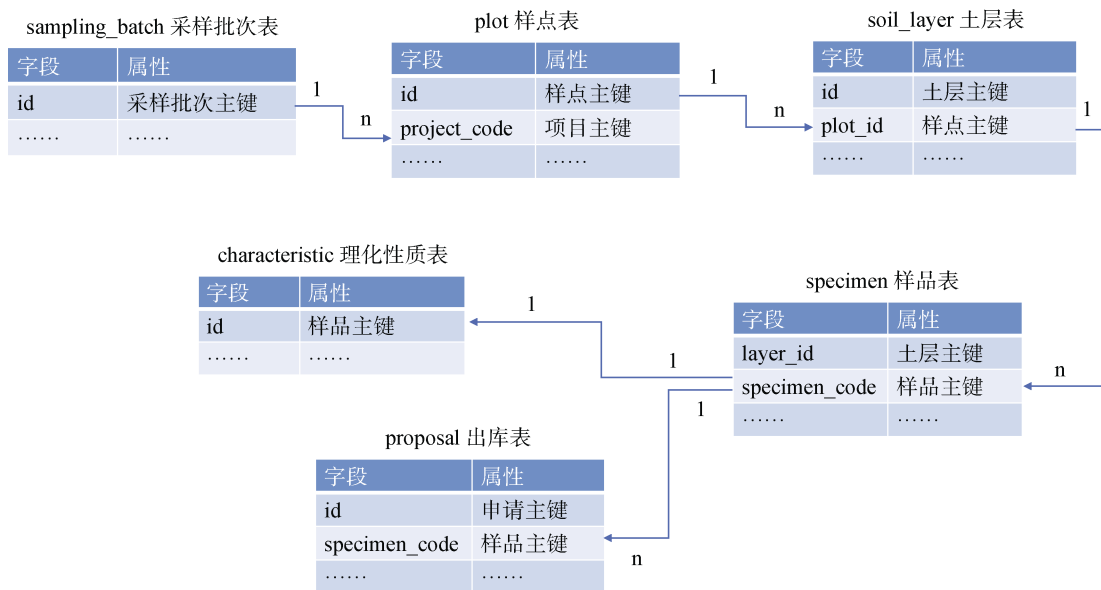 sampling_batch 采样批次表
字段 属性
id 采样批次主键
…… ……
1
n
plot 样点表
字段 属性
id 样点主键
project_code 项目主键
…… ……
1
n
soil_layer 土层表
字段 属性
id 土层主键
plot_id 样点主键
…… ……
1
characteristic 理化性质表
字段 属性
id 样品主键
…… ……
1
1
specimen 样品表
字段 属性
layer_id 土层主键
specimen_code 样品主键
…… ……
n
1
proposal 出库表
字段 属性
id 申请主键
specimen_code 样品主键
…… ……
n